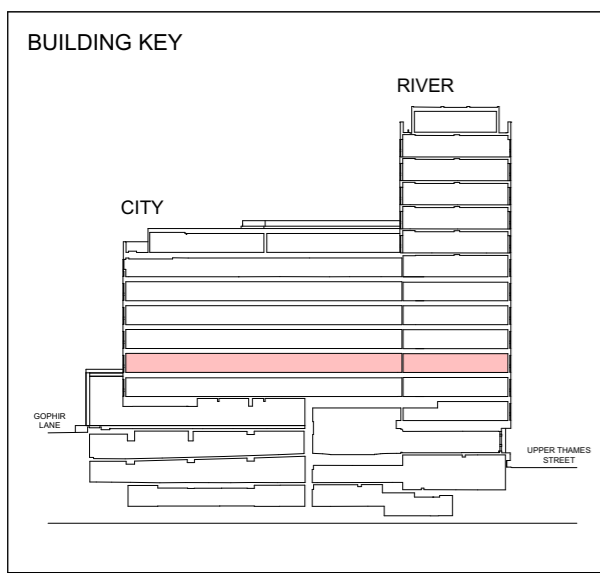 BUILDING KEY
RIVER
CITY
GOPHIR
LANE
UPPER THAMES
STREET